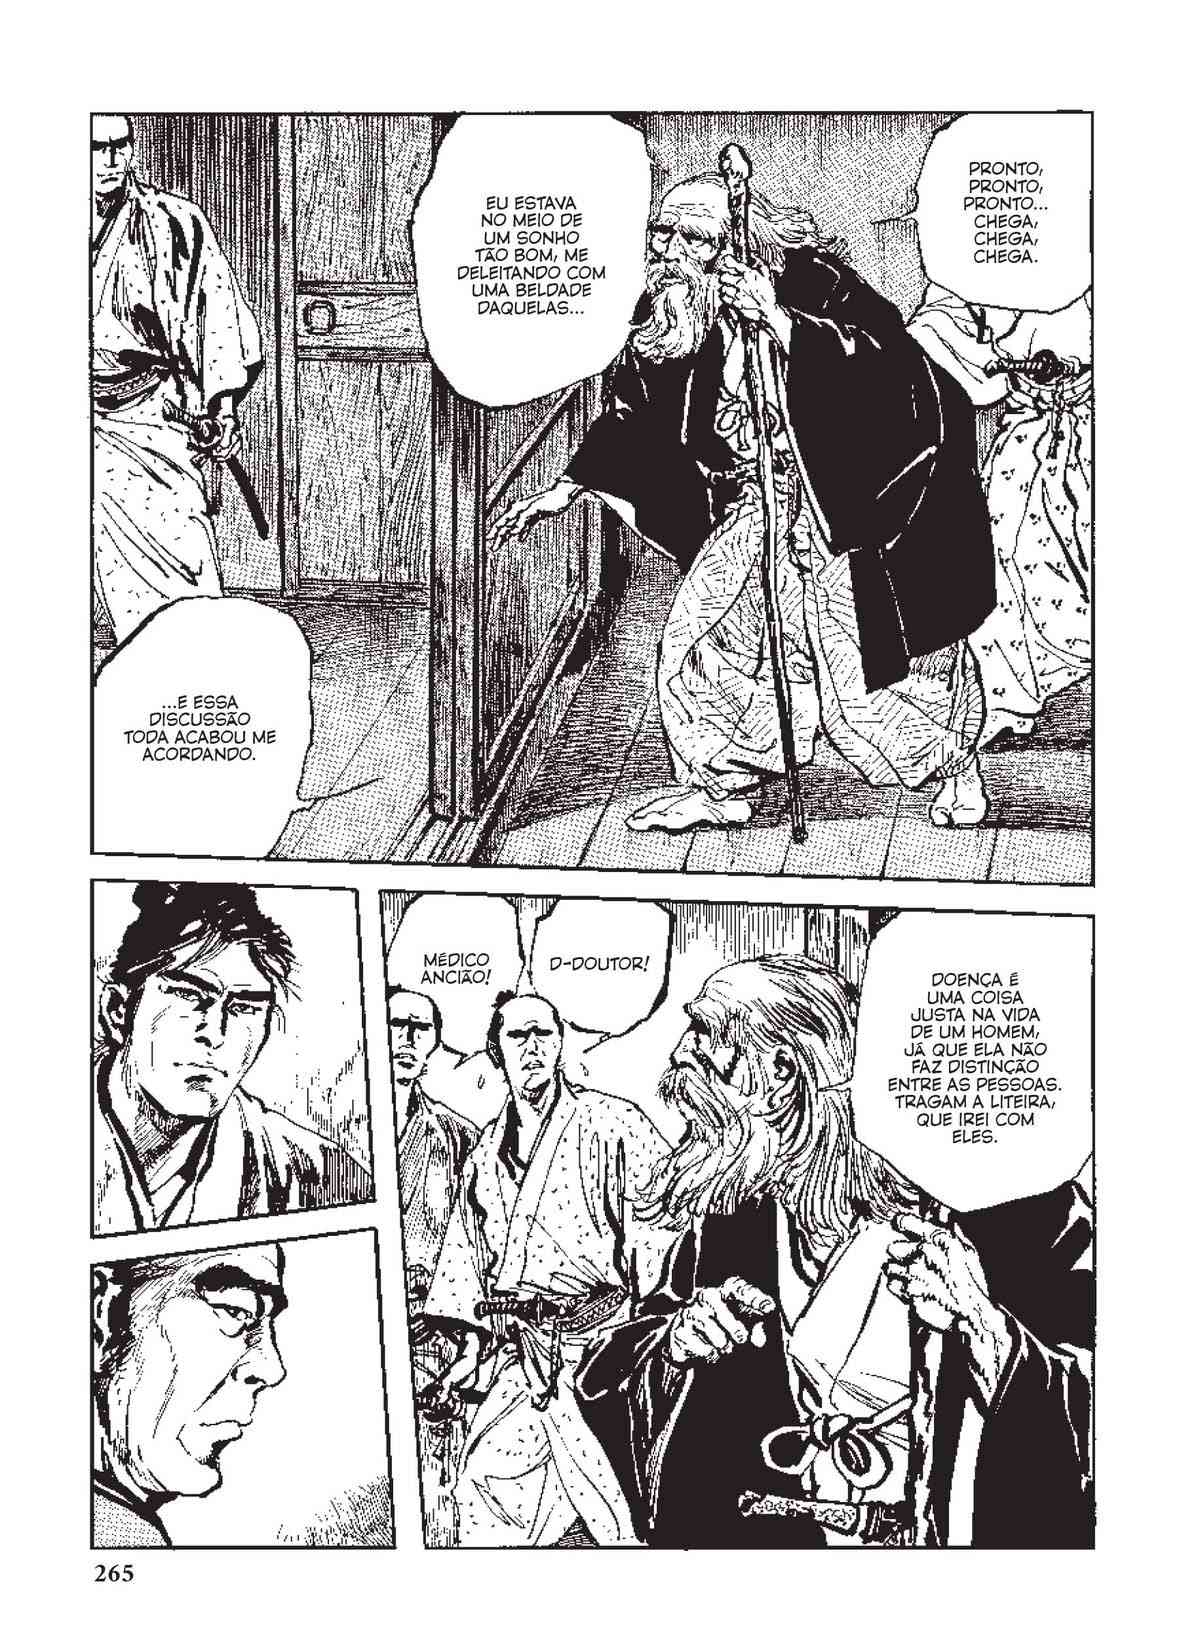 PRONTO,
PRONTO,
PRONTO...
CHEGA,
CHEGA,
CHEGA.
EU ESTAVA
NO MEIO DE
UM SONHO
TÃO BOM, ME
DELEITANDO COM
UMA BELDADE
DAQUELAS...
...E ESSA
DISCUSSÃO
TODA ACABOU ME
ACORDANDO.
DOENÇA É
UMA COISA
JUSTA NA VIDA
DE UM HOMEM,
JÁ QUE ELA NÃO
FAZ DISTINÇÃO
ENTRE AS PESSOAS.
TRAGAM A LITEIRA,
QUE IREI COM
ELES.
D-DOUTOR!
MÉDICO
ANCIÃO!
265